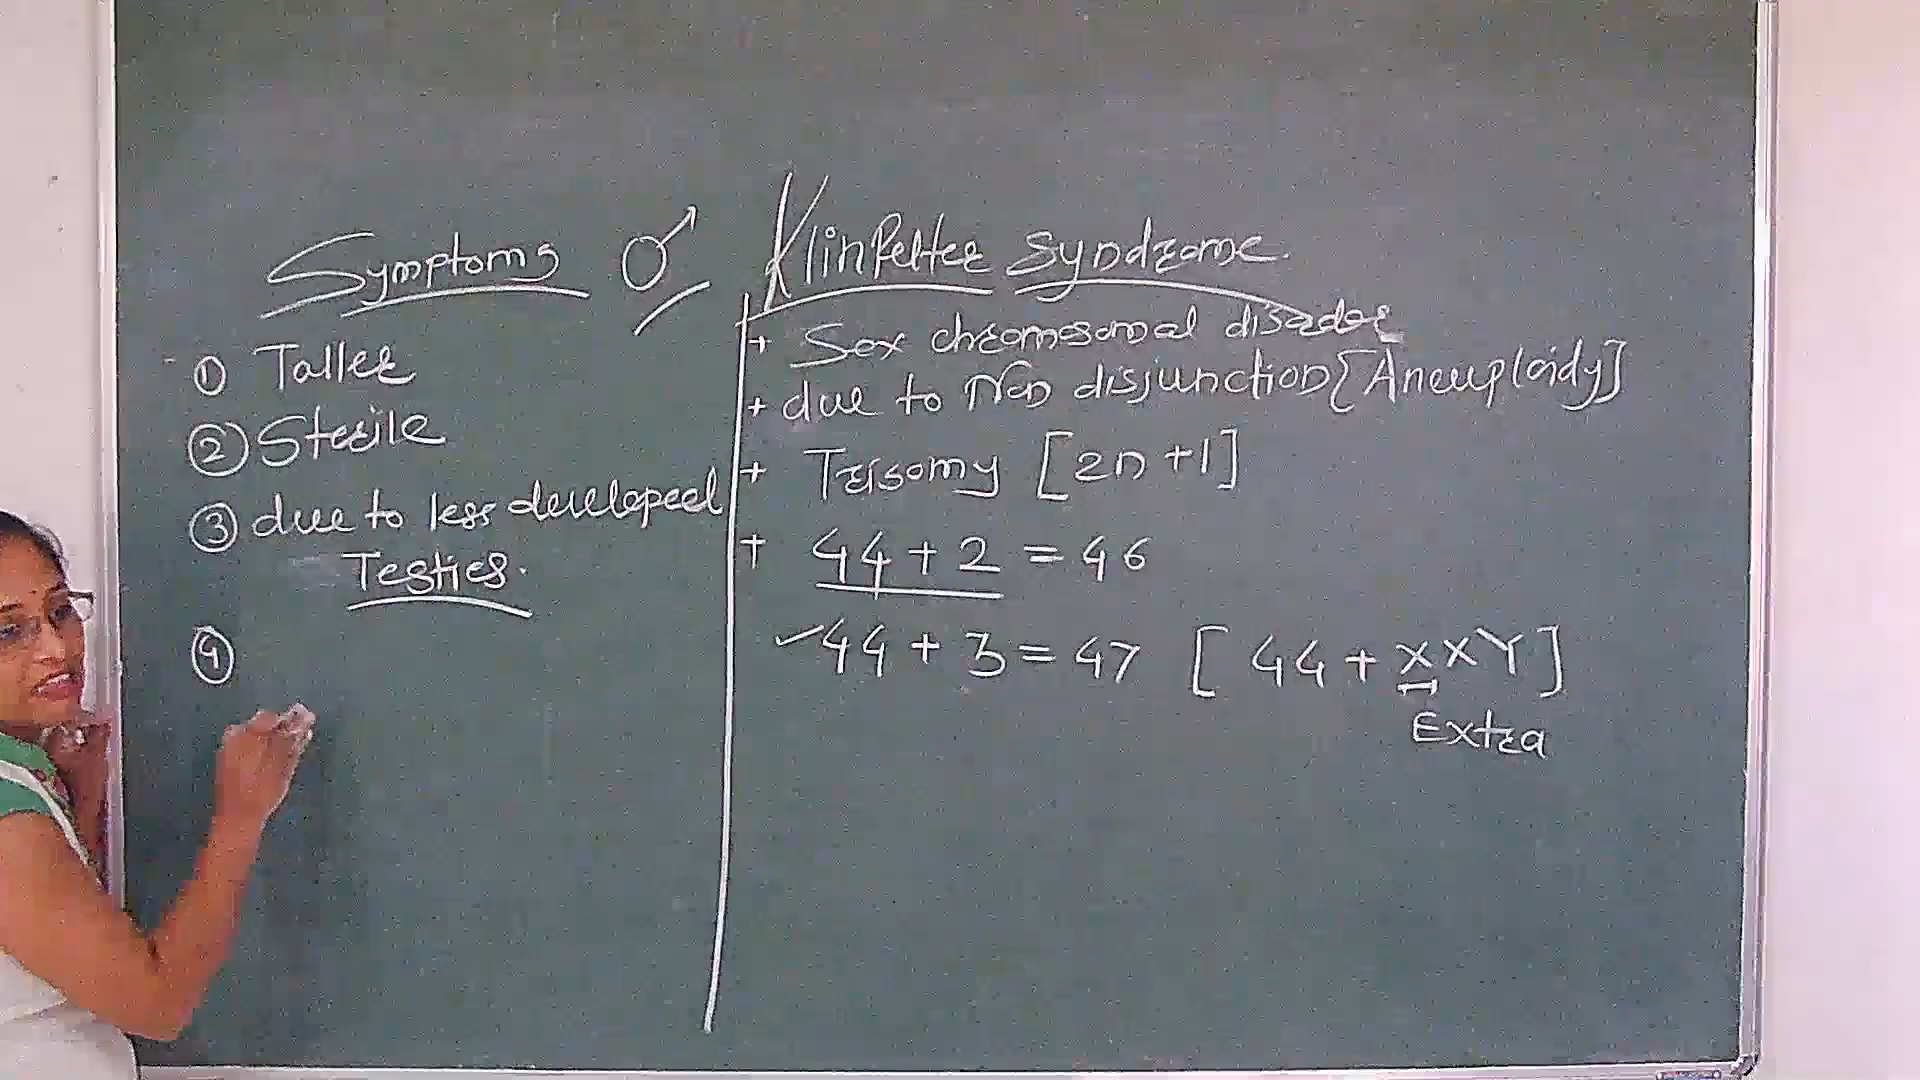 Symptoms ♂
① Taller
② Sterile
③ due to less developed
Testies.
④
Klinfelter Syndrome.
+ Sex chromosomal disorder
+ due to Non disjunction [Aneuploidy]
+ Trisomy [2n+1]
+ 44+2 = 46
✓44+3=47 [44+XXY]
Extra